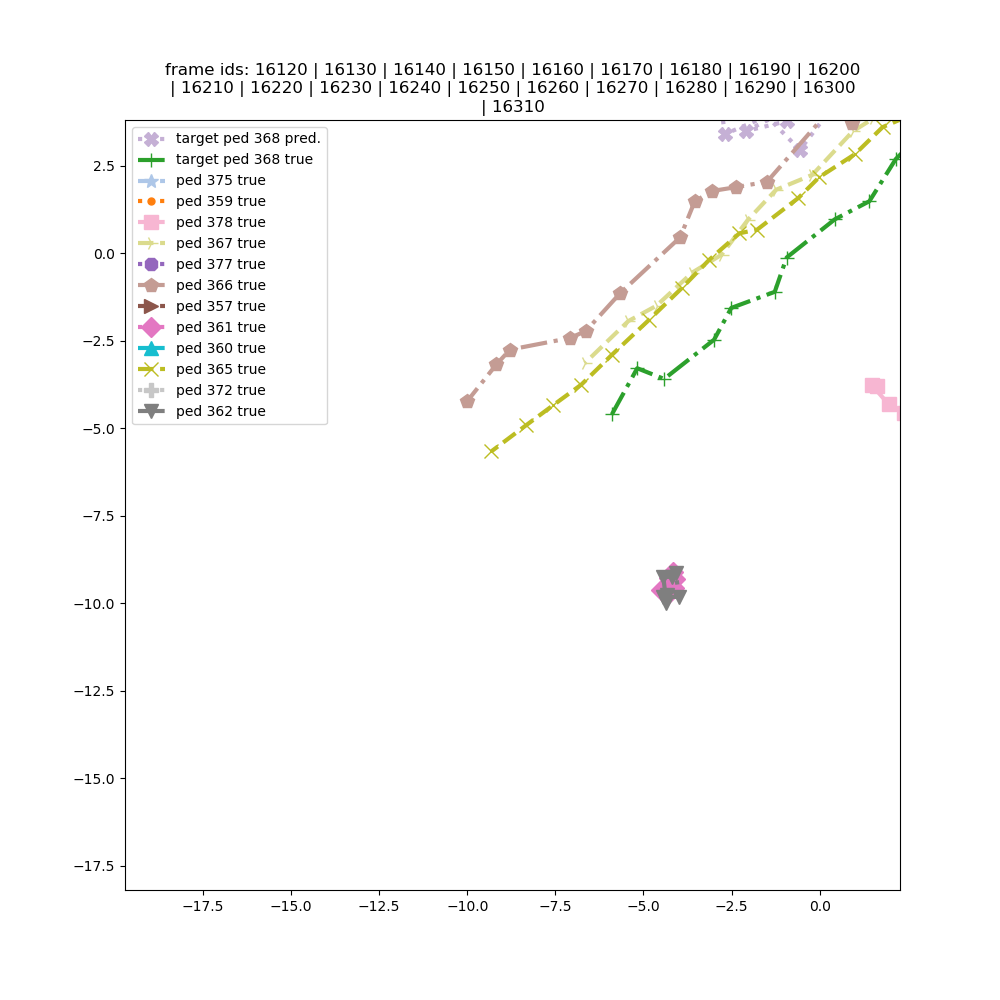 frame ids: 16120 | 16130 | 16140 | 16150 | 16160 | 16170 | 16180 | 16190 | 16200
| 16210 | 16220 | 16230 | 16240 | 16250 | 16260 | 16270 | 16280 | 16290 | 16300
| 16310
target ped 368 pred.
target ped 368 true
ped 375 true
ped 359 true
ped 378 true
ped 367 true
ped 377 true
ped 366 true
ped 357 true
ped 361 true
ped 360 true
ped 365 true
ped 372 true
ped 362 true
2.5
0.0
−2.5
−5.0
−7.5
−10.0
−12.5
−15.0
−17.5
−17.5 −15.0 −12.5 −10.0 −7.5 −5.0 −2.5 0.0